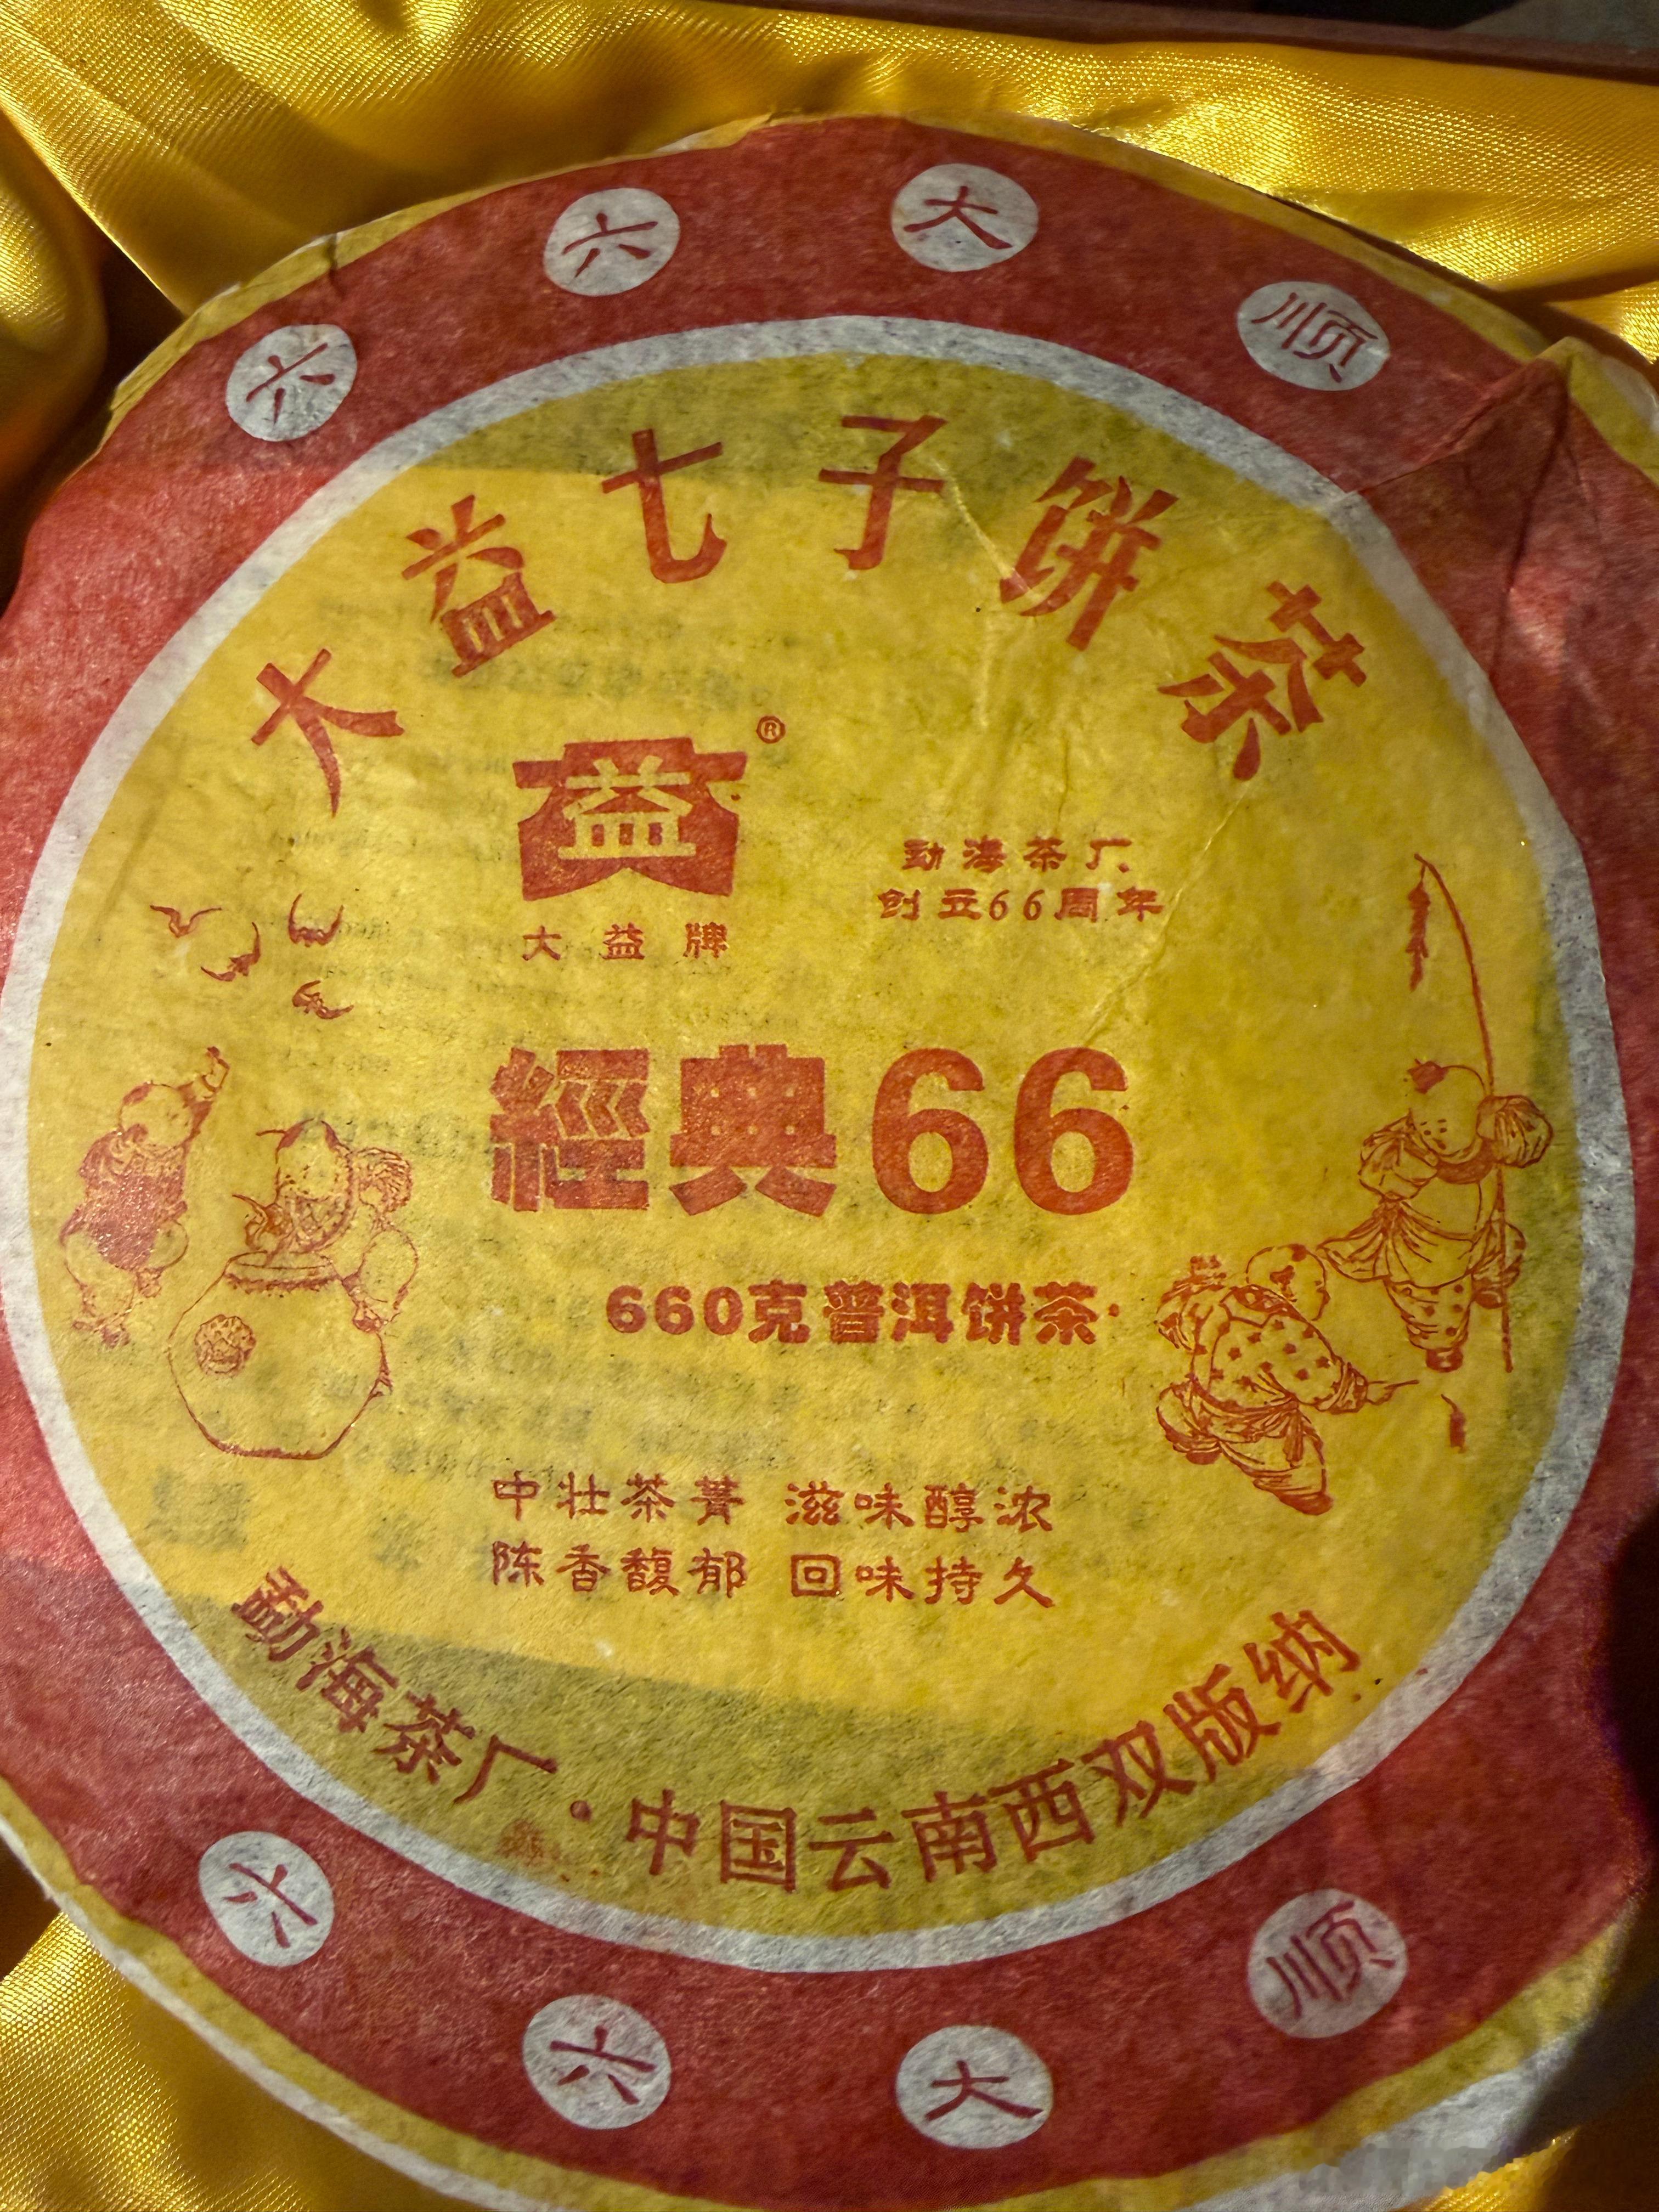 六六大顺
大益七子饼茶
益®
大益牌
勐海茶厂
创立66周年
經典66
660克普洱饼茶
中壮茶菁 滋味醇浓
陈香馥郁 回味持久
勐海茶厂·中国云南西双版纳
六六大顺